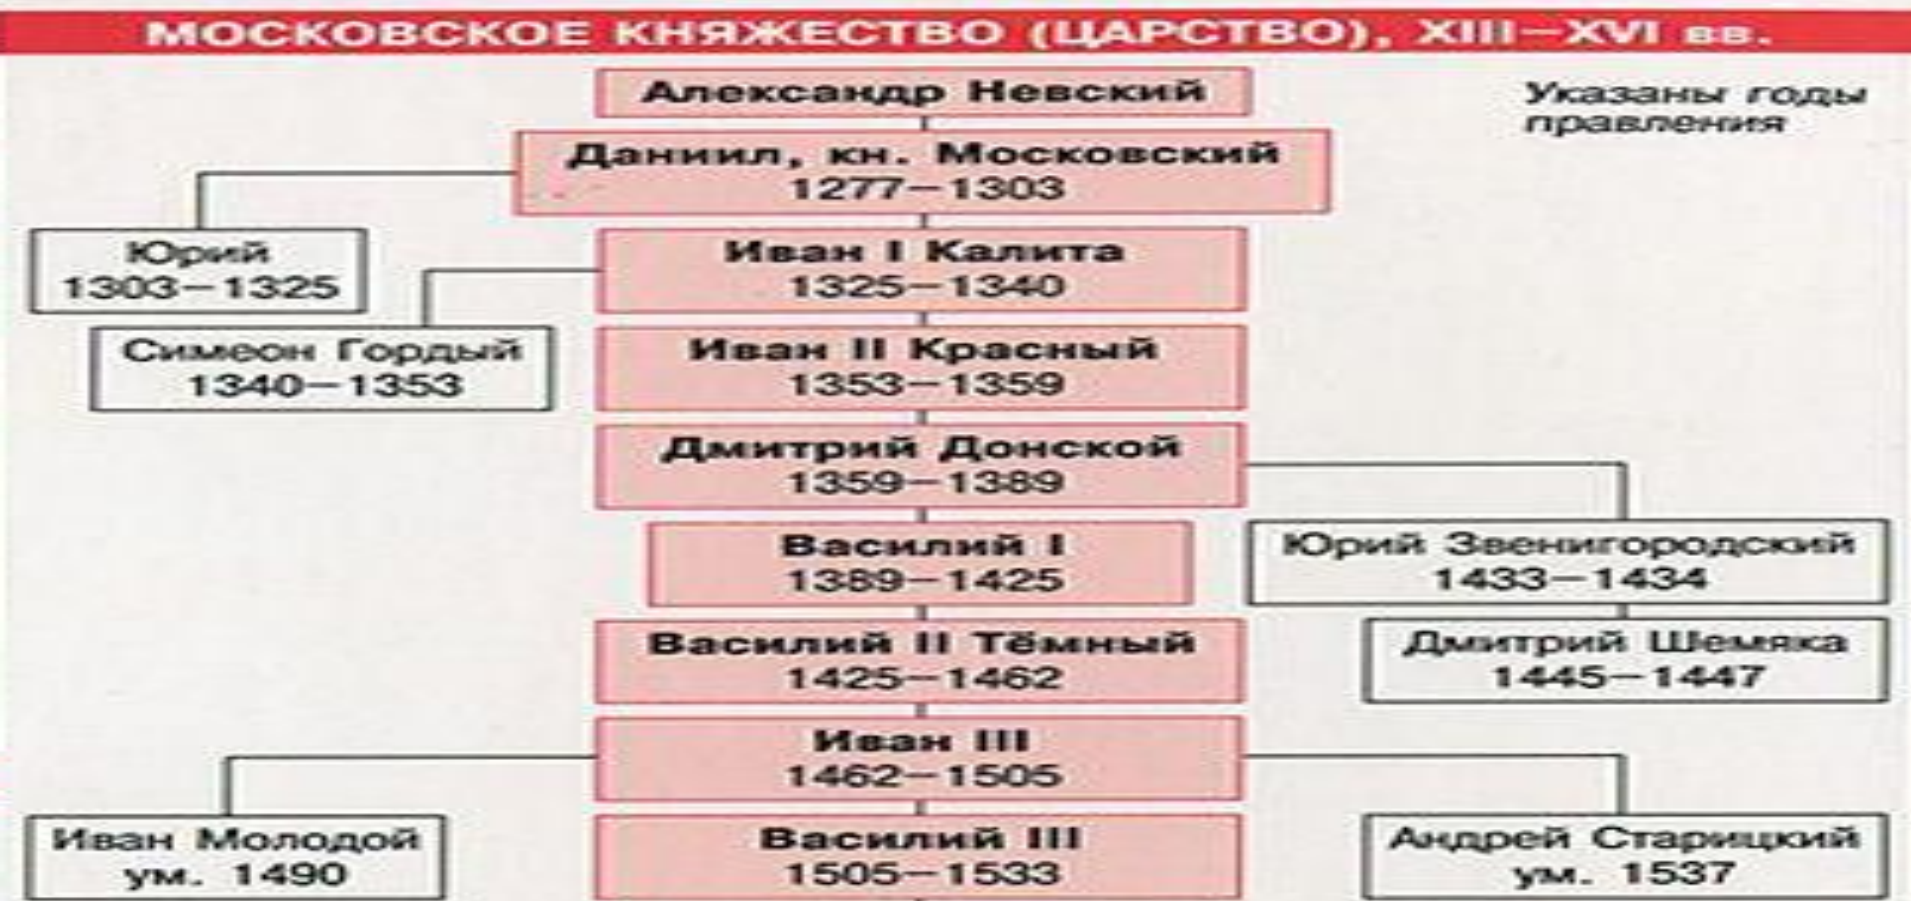 МОСКОВСКОЕ КНЯЖЕСТВО (ЦАРСТВО), XIII–XVI вв.
Александр Невский
Указаны годы
правления
Даниил, кн. Московский
1277–1303
Юрий
1303–1325
Иван I Калита
1325–1340
Симеон Гордый
1340–1353
Иван II Красный
1353–1359
Дмитрий Донской
1359–1389
Василий I
1389–1425
Юрий Звенигородский
1433–1434
Василий II Тёмный
1425–1462
Дмитрий Шемяка
1445–1447
Иван III
1462–1505
Иван Молодой
ум. 1490
Василий III
1505–1533
Андрей Старицкий
ум. 1537